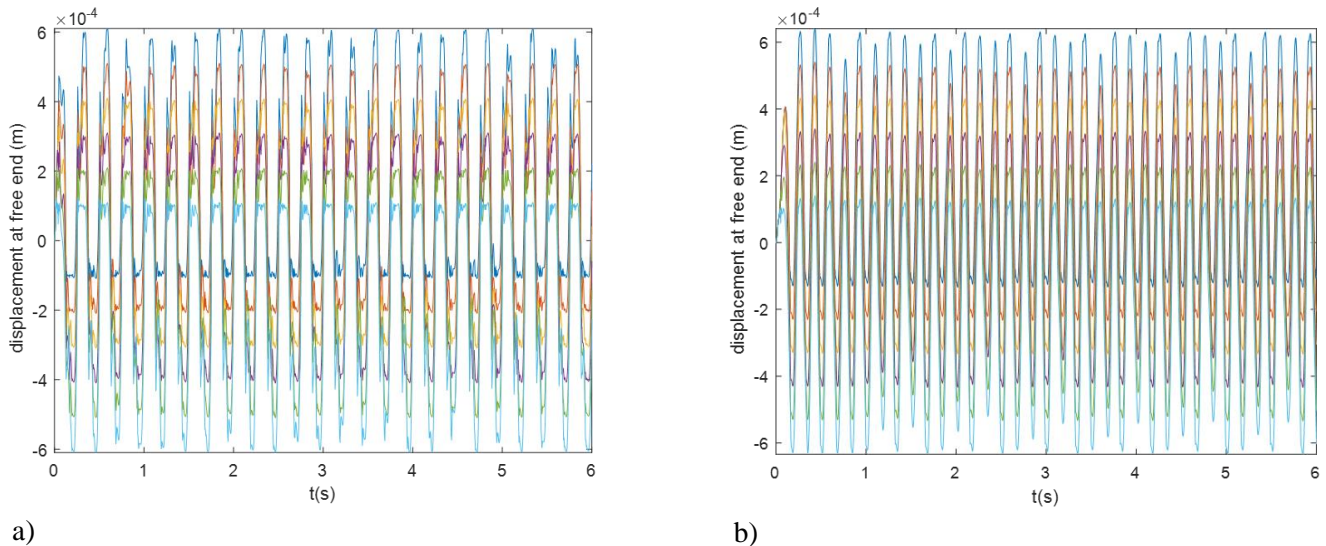 ×10⁻⁴
6
4
2
0
-2
-4
-6
displacement at free end (m)
0 1 2 3 4 5 6
t(s)
a)
×10⁻⁴
6
4
2
0
-2
-4
-6
displacement at free end (m)
0 1 2 3 4 5 6
t(s)
b)